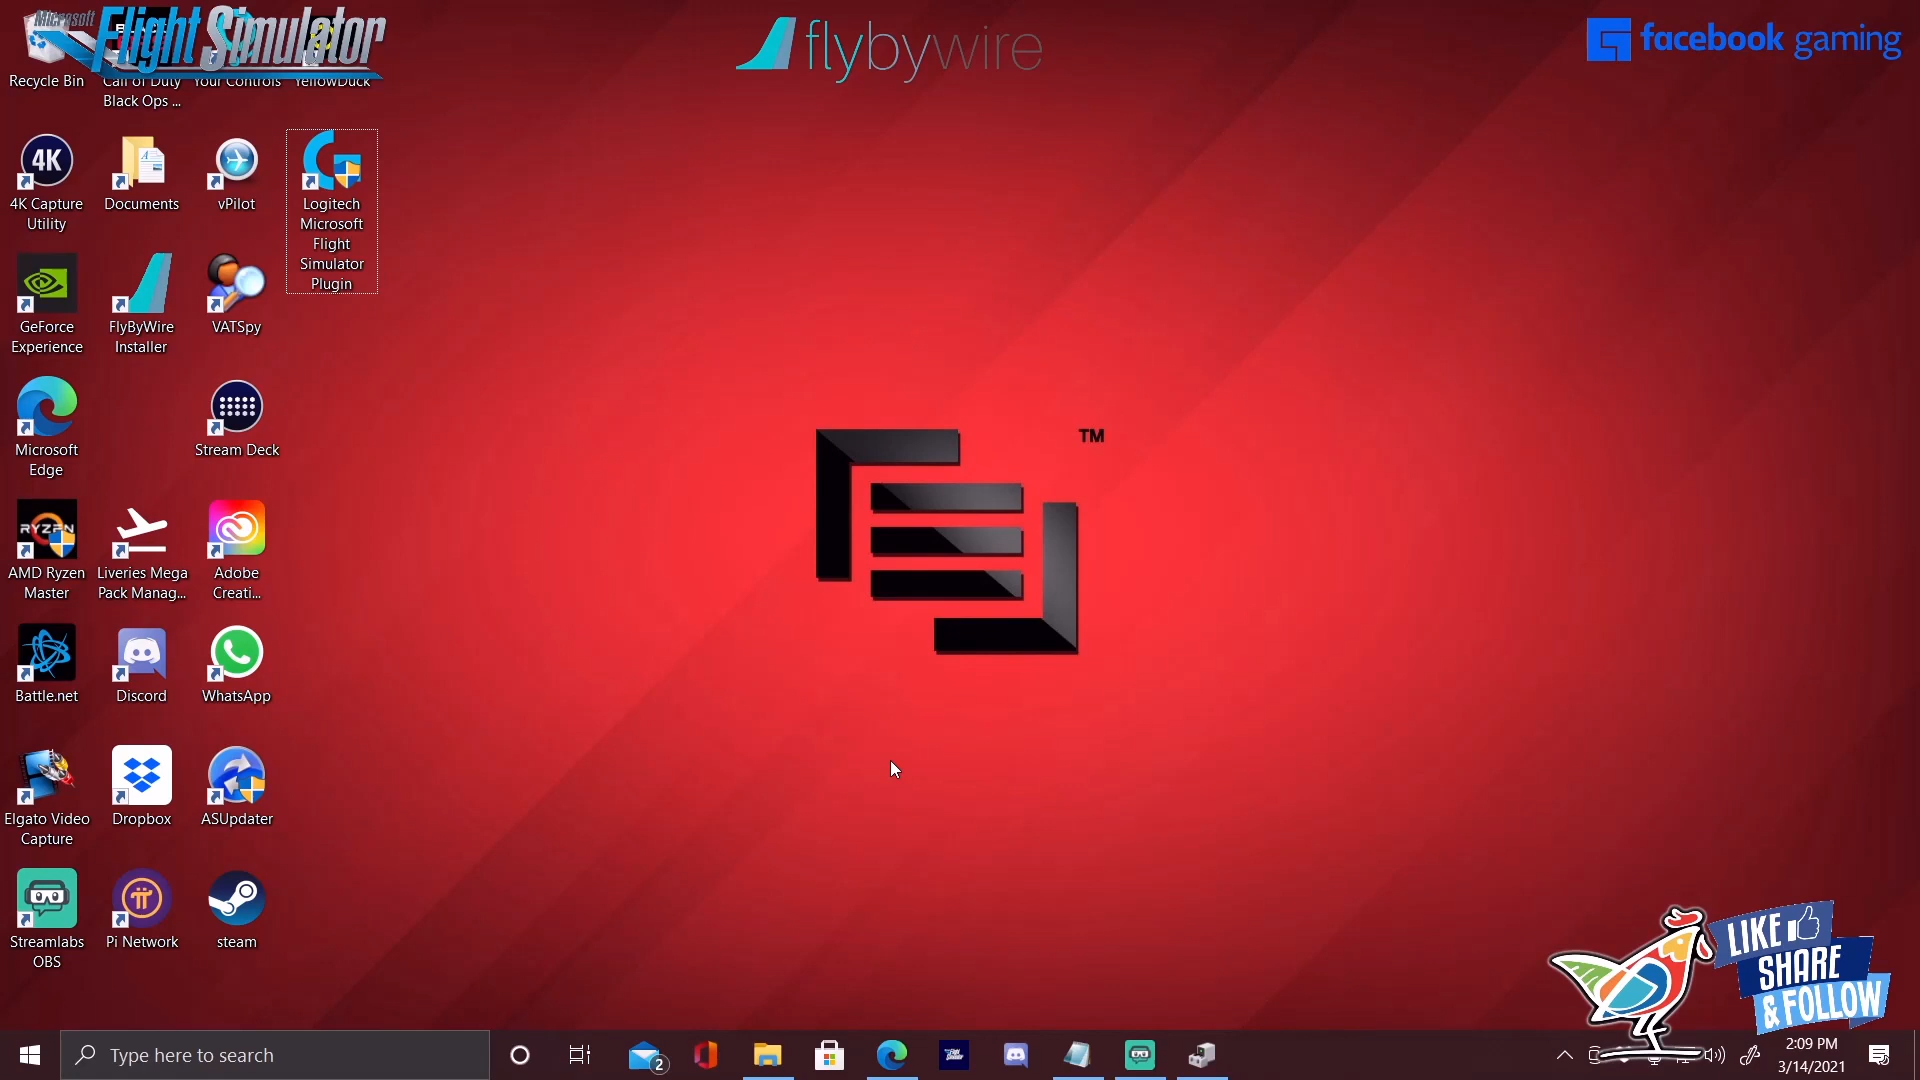 Microsoft
Flight Simulator
flybywire
facebook gaming
Recycle Bin
Call of Duty
Black Ops ...
Your Controls
YellowDuck
4K
4K Capture
Utility
Documents
vPilot
Logitech
Microsoft
Flight
Simulator
Plugin
GeForce
Experience
FlyByWire
Installer
VATSpy
Microsoft
Edge
Stream Deck
TM
RYZEN
AMD Ryzen
Master
Liveries Mega
Pack Manag...
Adobe
Creati...
Battle.net
Discord
WhatsApp
Elgato Video
Capture
Dropbox
ASUpdater
Streamlabs
OBS
Pi Network
steam
LIKE
SHARE
& FOLLOW
Type here to search
2
2:09 PM
3/14/2021